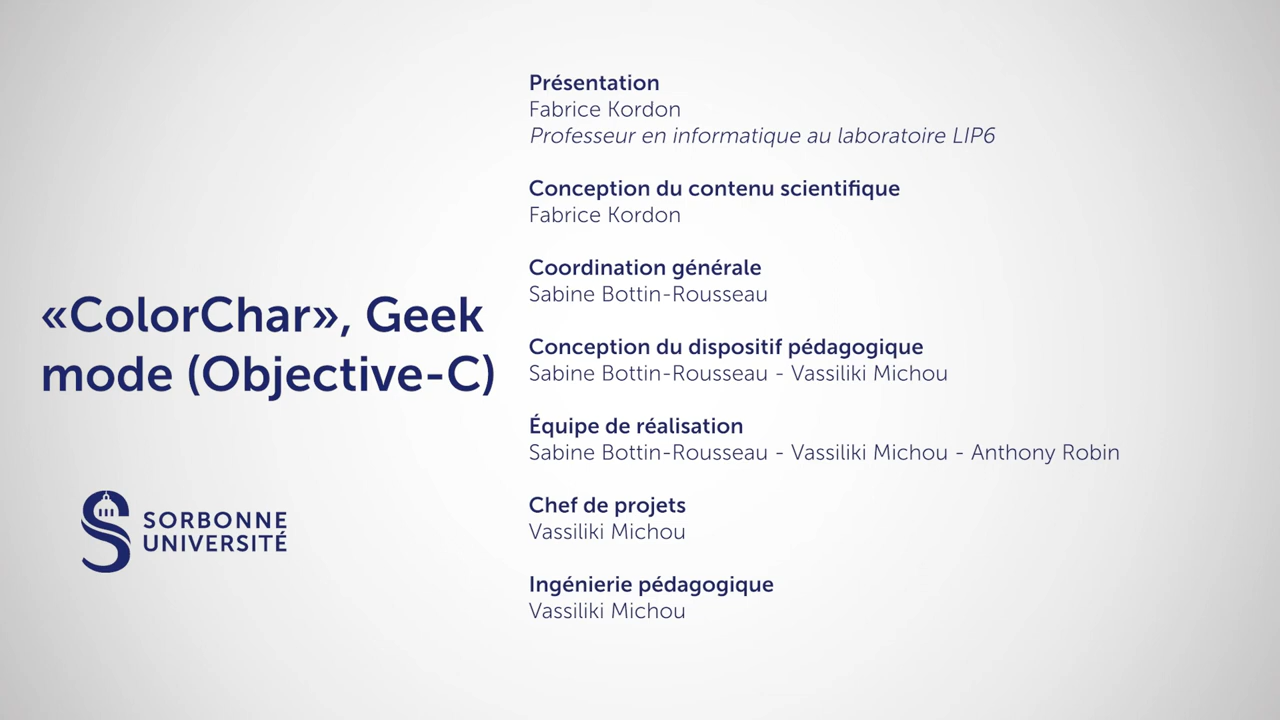 «ColorChar», Geek
mode (Objective-C)
SORBONNE
UNIVERSITÉ
Présentation
Fabrice Kordon
Professeur en informatique au laboratoire LIP6
Conception du contenu scientifique
Fabrice Kordon
Coordination générale
Sabine Bottin-Rousseau
Conception du dispositif pédagogique
Sabine Bottin-Rousseau - Vassiliki Michou
Équipe de réalisation
Sabine Bottin-Rousseau - Vassiliki Michou - Anthony Robin
Chef de projets
Vassiliki Michou
Ingénierie pédagogique
Vassiliki Michou